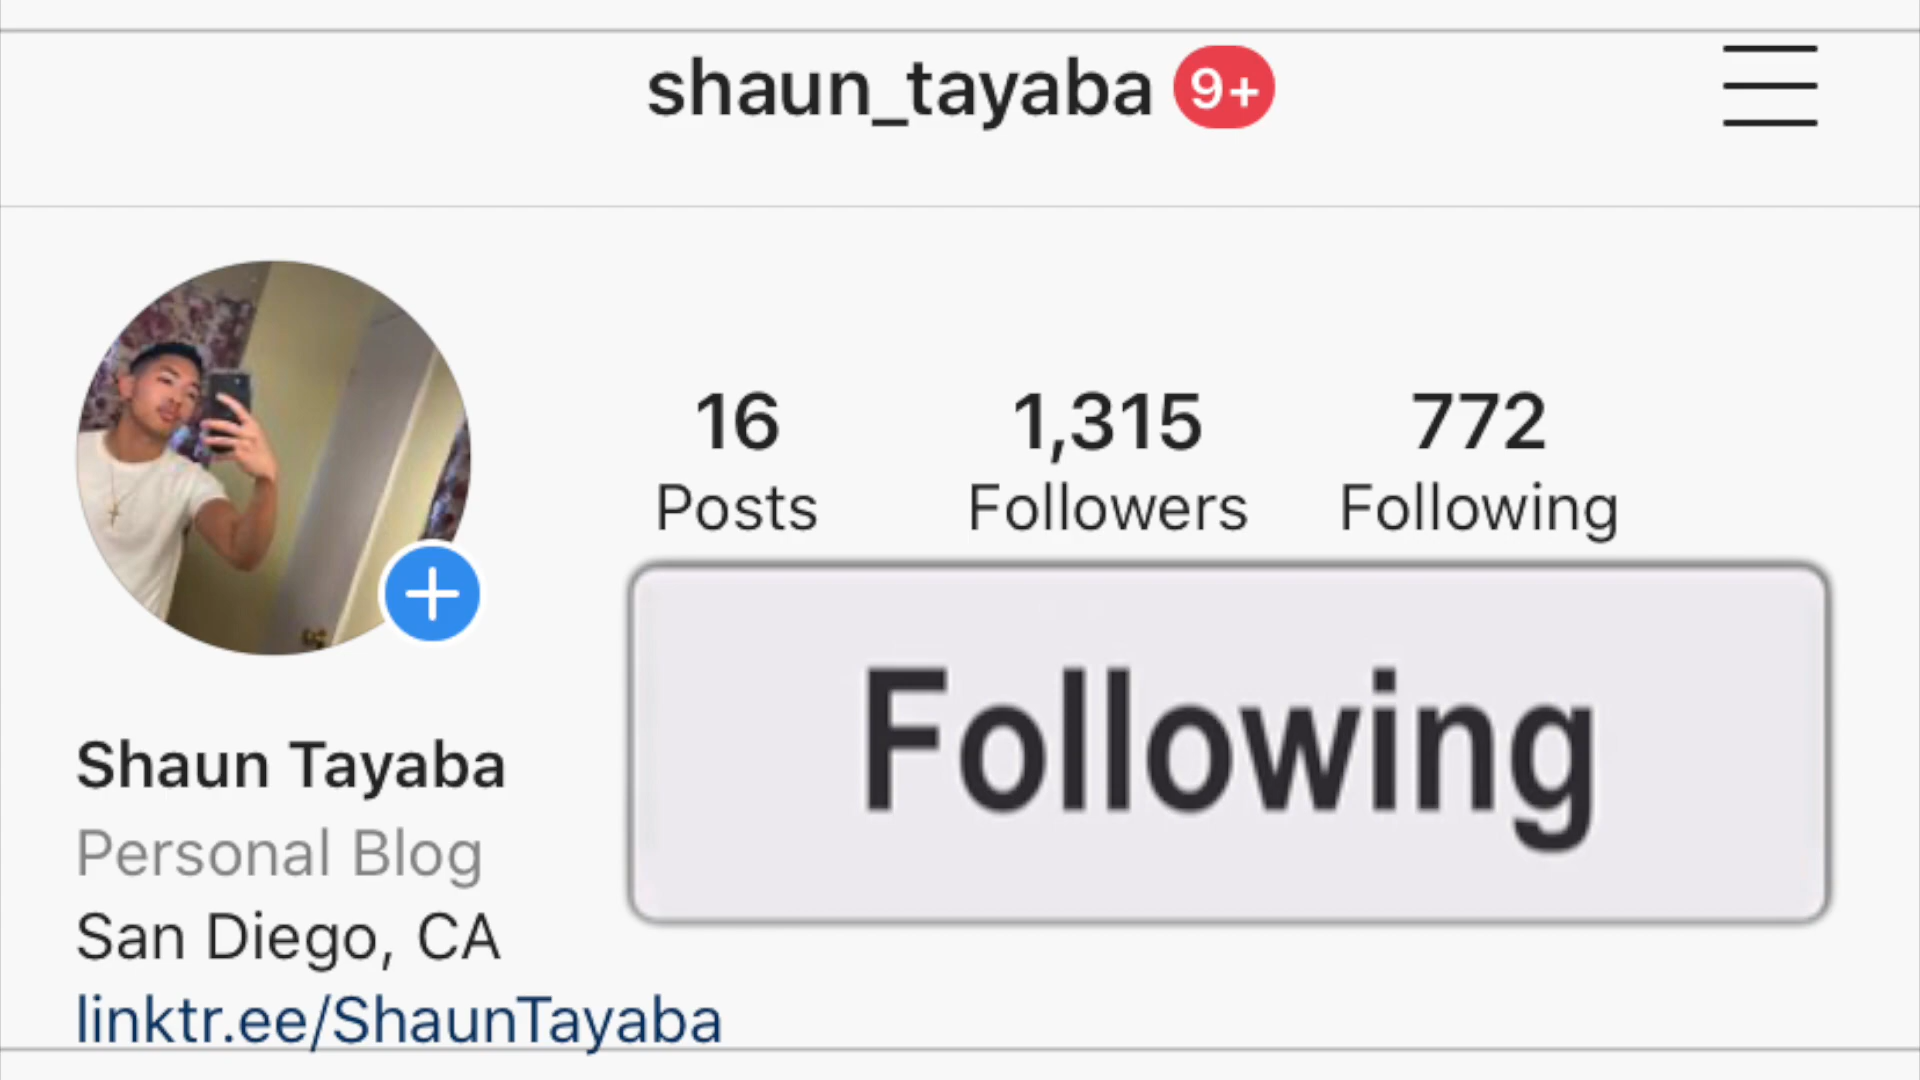 shaun_tayaba 9+
16 1,315 772
Posts Followers Following
Following
Shaun Tayaba
Personal Blog
San Diego, CA
linktr.ee/ShaunTayaba